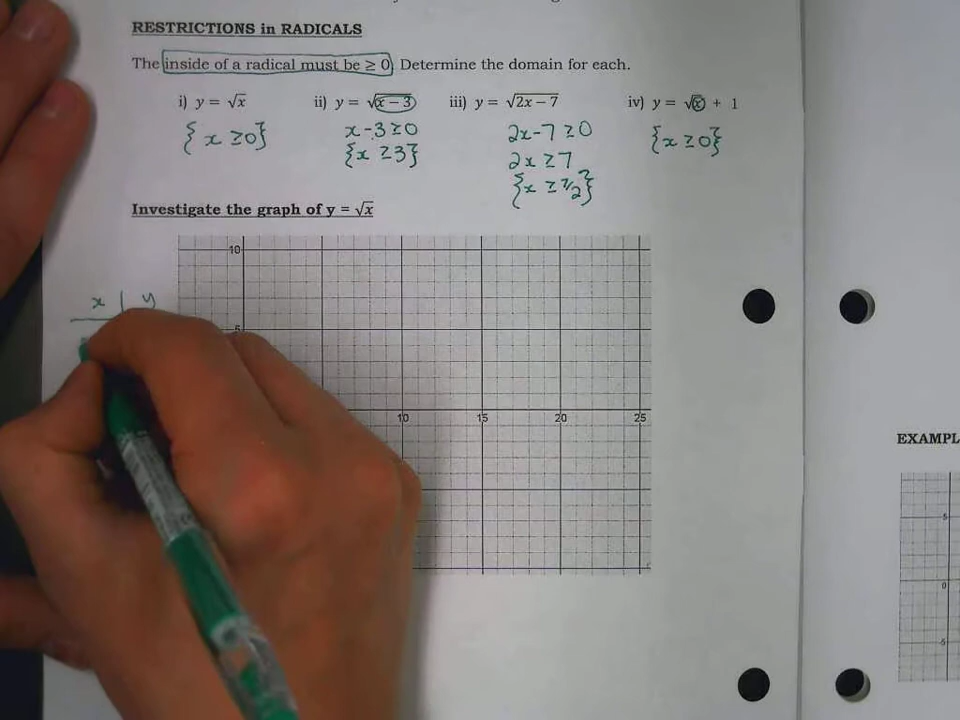 RESTRICTIONS in RADICALS
The inside of a radical must be ≥ 0. Determine the domain for each.
i) y = √x ii) y = √x − 3 iii) y = √2x − 7 iv) y = √x + 1
{x ≥0} x-3≥0 2x-7≥0 {x≥0}
{x ≥3} 2x≥7
{x ≥ 7/2}
Investigate the graph of y = √x
10
x | y
5
10 15 20 25
EXAMPL
5
0
-5